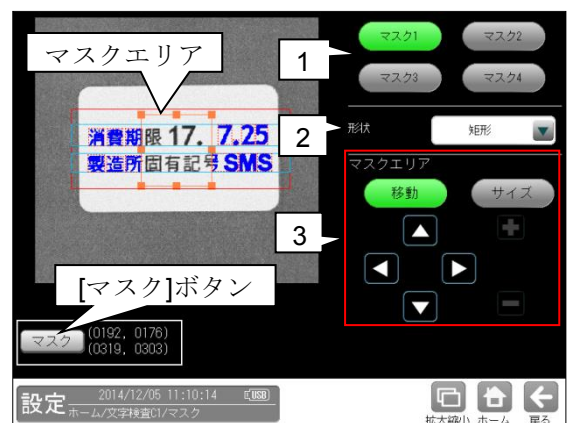 マスクエリア
消費期限 17. 7.25
製造所固有記号 SMS
[マスク]ボタン
マスク
(0192, 0176)
(0319, 0303)
1
マスク1
マスク2
マスク3
マスク4
2
形状
矩形
3
マスクエリア
移動
サイズ
設定
2014/12/05 11:10:14
USB
ホーム/文字検査C1/マスク
拡大縮小
ホーム
戻る